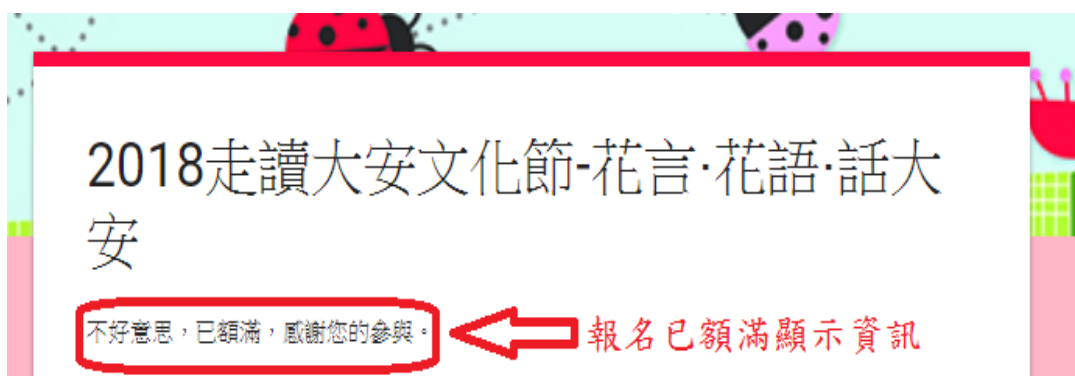 2018走讀大安文化節-花言·花語·話大
安
不好意思，已額滿，感謝您的參與。
報名已額滿顯示資訊